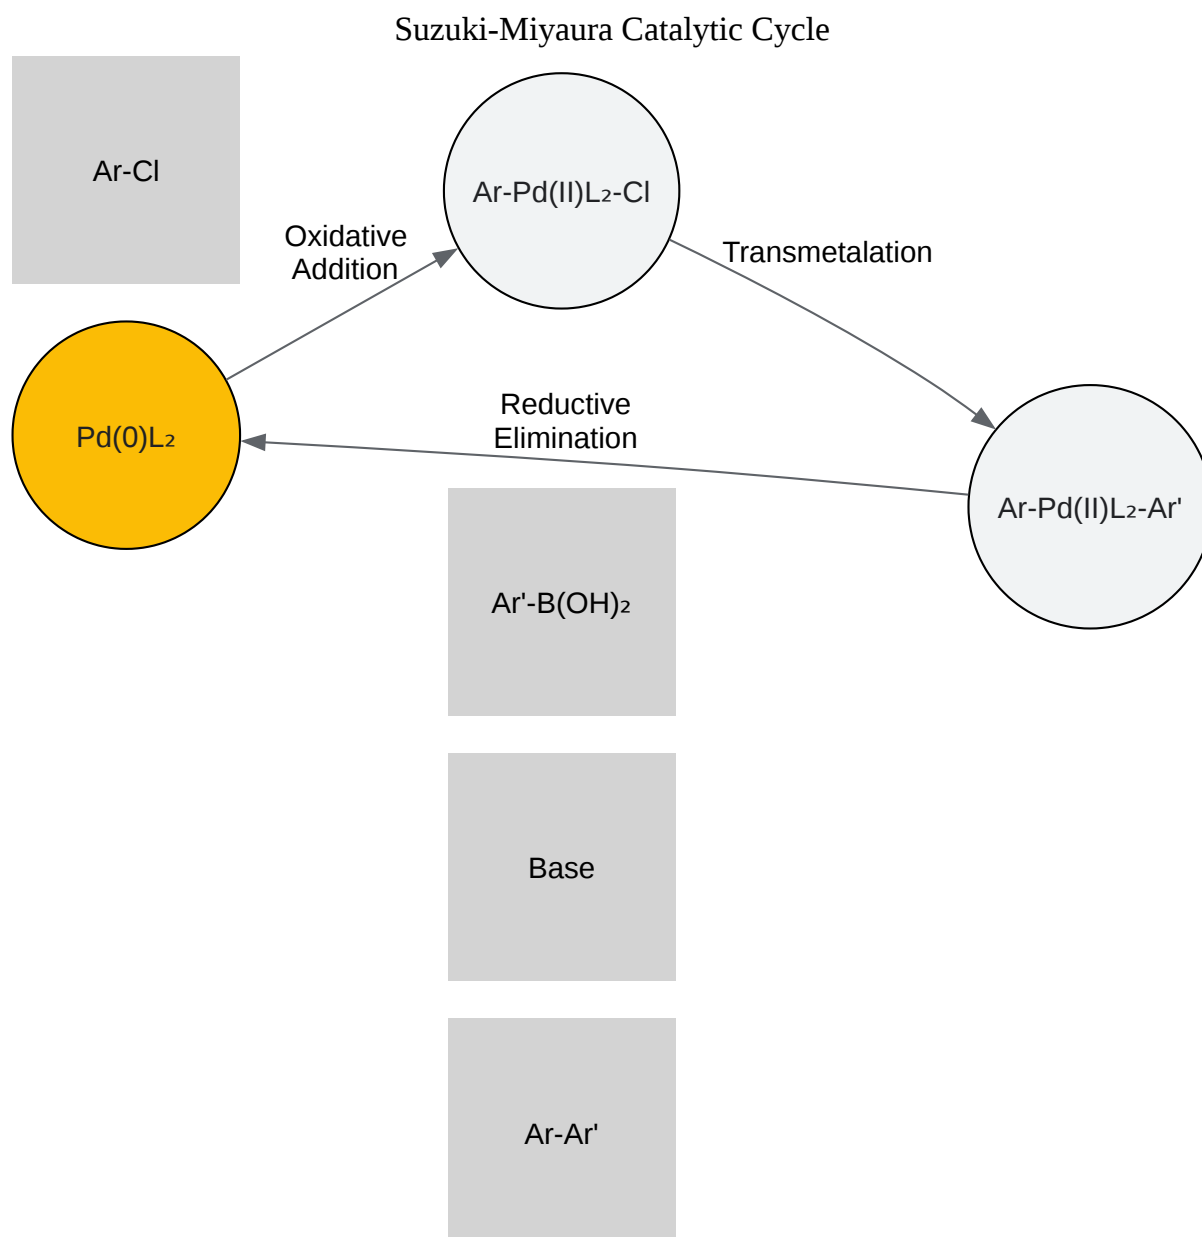 Suzuki-Miyaura Catalytic Cycle
Ar-Cl
Ar-Pd(II)L₂-Cl
Oxidative
Addition
Transmetalation
Pd(0)L₂
Reductive
Elimination
Ar-Pd(II)L₂-Ar'
Ar'-B(OH)₂
Base
Ar-Ar'